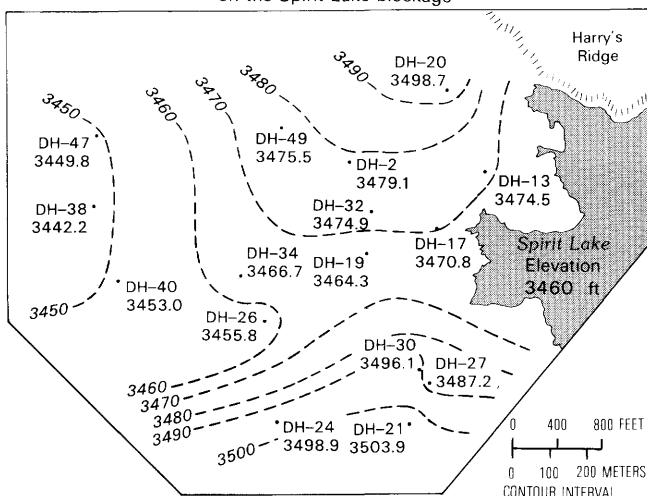 on the Spirit Lake blockage
Harry's
Ridge
DH–20
3498.7
3490
3480
3470
3460
3450
DH–47
3449.8
DH–49
3475.5
DH–2
3479.1
DH–13
3474.5
DH–38
3442.2
DH–32
3474.9
DH–17
3470.8
DH–34
3466.7
DH–19
3464.3
Spirit Lake
Elevation
3460 ft
DH–40
3453.0
3450
DH–26
3455.8
DH–30
3496.1
DH–27
3487.2
3460
3470
3480
3490
3500
DH–24
3498.9
DH–21
3503.9
0 400 800 FEET
0 100 200 METERS
CONTOUR INTERVAL